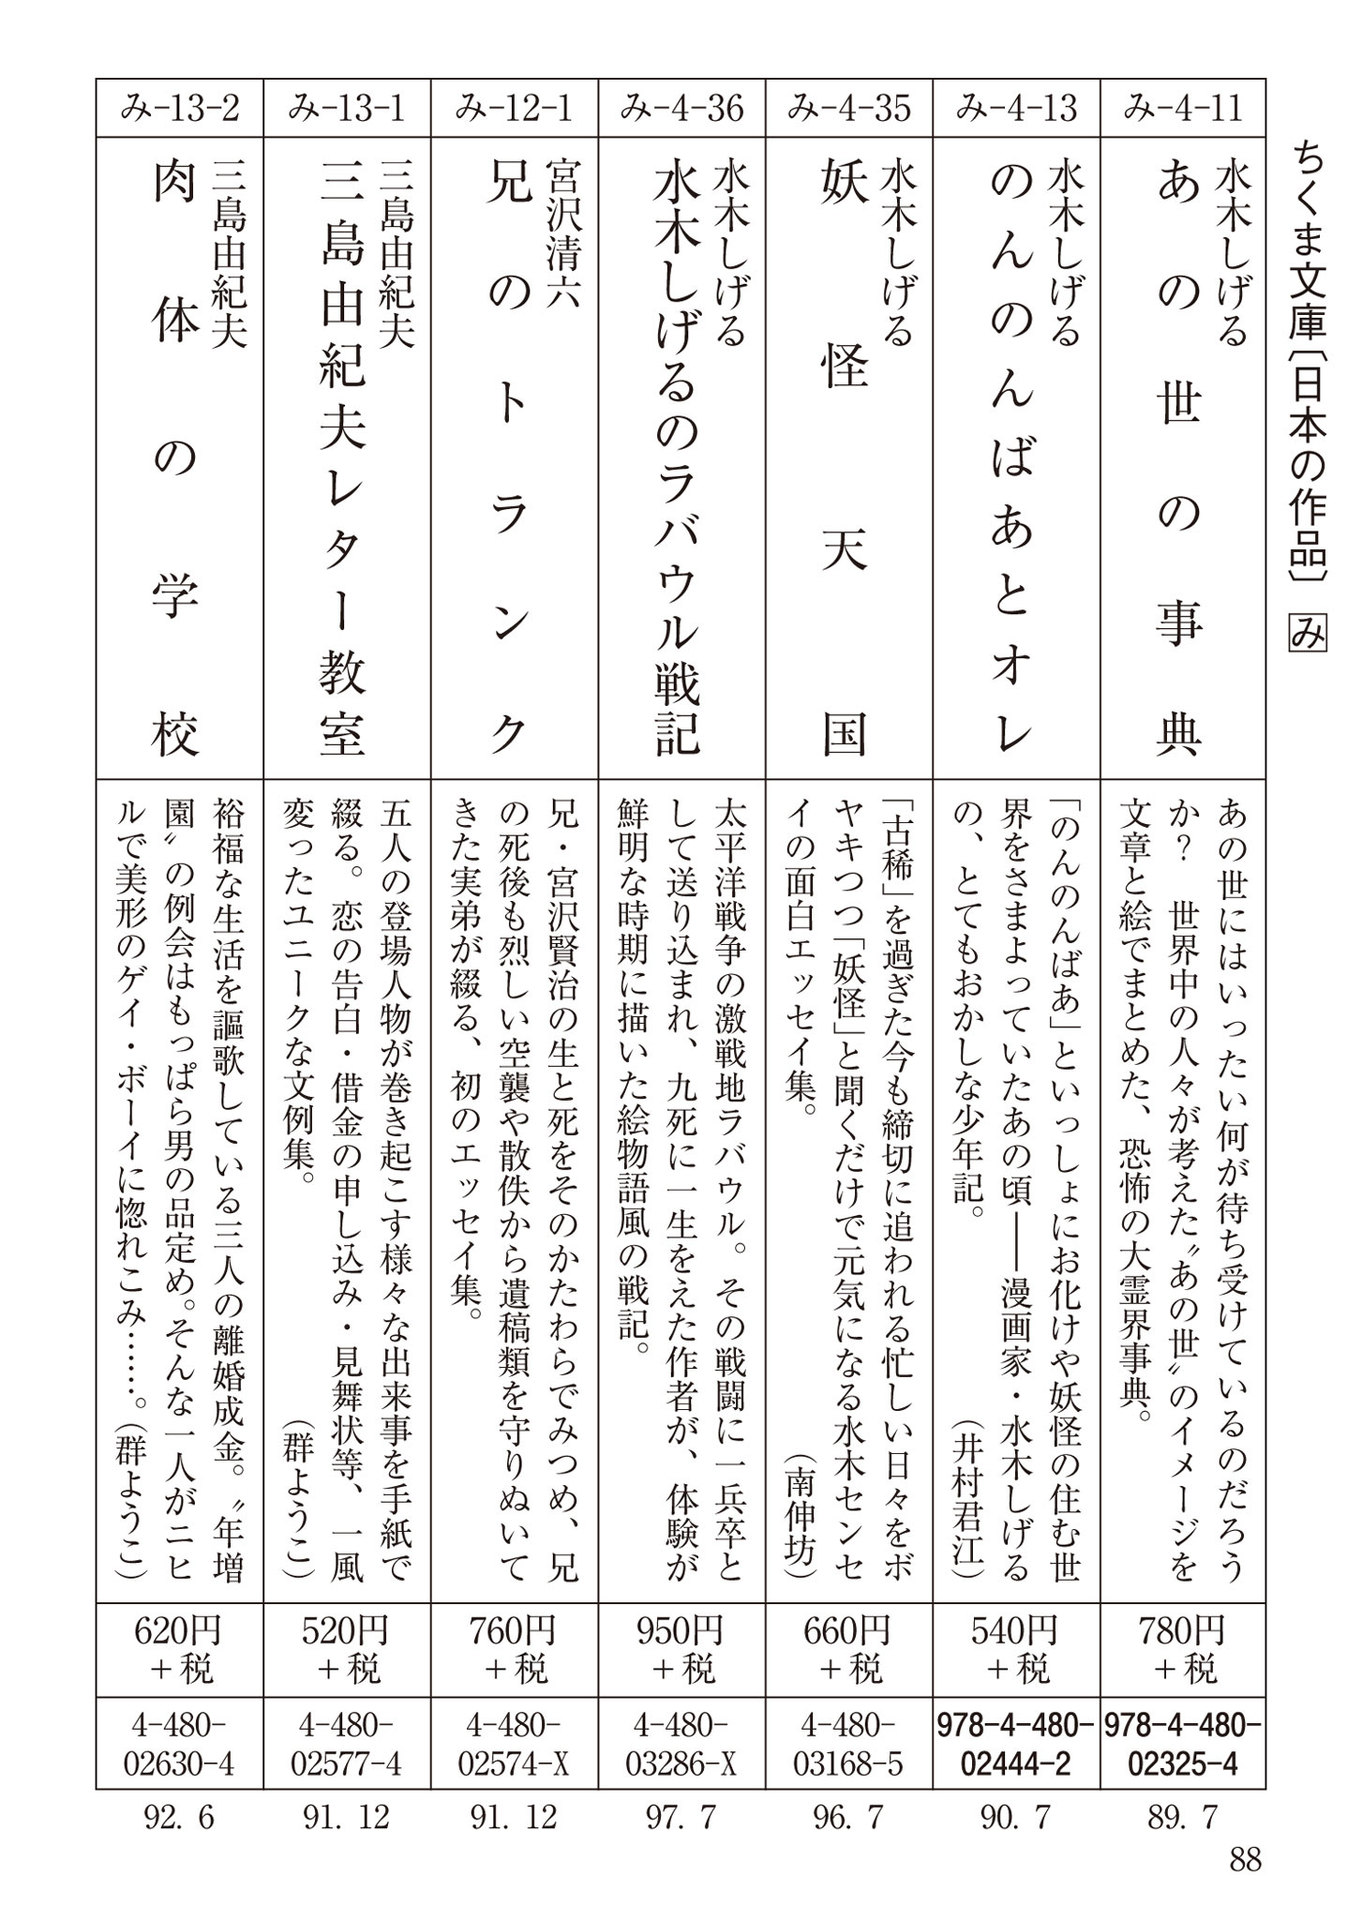 ちくま文庫〔日本の作品〕 み
み-4-11
水木しげる
あの世の事典
あの世にはいったい何が待ち受けているのだろう
か？　世界中の人々が考えた〝あの世〟のイメージを
文章と絵でまとめた、恐怖の大霊界事典。
780円
+税
978-4-480-
02325-4
89. 7
み-4-13
水木しげる
のんのんばあとオレ
「のんのんばあ」といっしょにお化けや妖怪の住む世
界をさまよっていたあの頃――漫画家・水木しげる
の、とてもおかしな少年記。　（井村君江）
540円
+税
978-4-480-
02444-2
90. 7
み-4-35
水木しげる
妖怪天国
「古稀」を過ぎた今も締切に追われる忙しい日々をボ
ヤキつつ「妖怪」と聞くだけで元気になる水木センセ
イの面白エッセイ集。　（南伸坊）
660円
+税
4-480-
03168-5
96. 7
み-4-36
水木しげる
水木しげるのラバウル戦記
太平洋戦争の激戦地ラバウル。その戦闘に一兵卒と
して送り込まれ、九死に一生をえた作者が、体験が
鮮明な時期に描いた絵物語風の戦記。
950円
+税
4-480-
03286-X
97. 7
み-12-1
宮沢清六
兄のトランク
兄・宮沢賢治の生と死をそのかたわらでみつめ、兄
の死後も烈しい空襲や散佚から遺稿類を守りぬいて
きた実弟が綴る、初のエッセイ集。
760円
+税
4-480-
02574-X
91. 12
み-13-1
三島由紀夫
三島由紀夫レター教室
五人の登場人物が巻き起こす様々な出来事を手紙で
綴る。恋の告白・借金の申し込み・見舞状等、一風
変ったユニークな文例集。　（群ようこ）
520円
+税
4-480-
02577-4
91. 12
み-13-2
三島由紀夫
肉体の学校
裕福な生活を謳歌している三人の離婚成金。〝年増
園〟の例会はもっぱら男の品定め。そんな一人がニヒ
ルで美形のゲイ・ボーイに惚れこみ……。（群ようこ）
620円
+税
4-480-
02630-4
92. 6
88